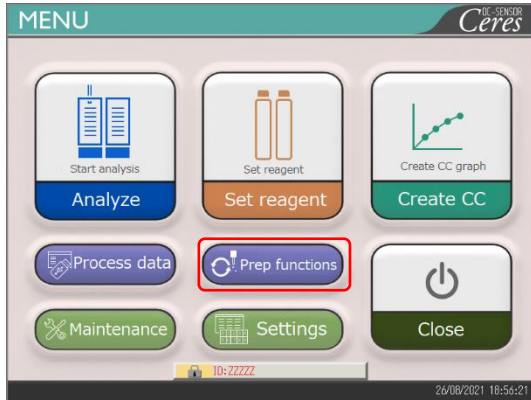 MENU
OC-SENSOR
Ceres
Start analysis
Analyze
Set reagent
Set reagent
Create CC graph
Create CC
Process data
Prep functions
Maintenance
Settings
Close
ID:ZZZZZ
26/08/2021 18:56:21